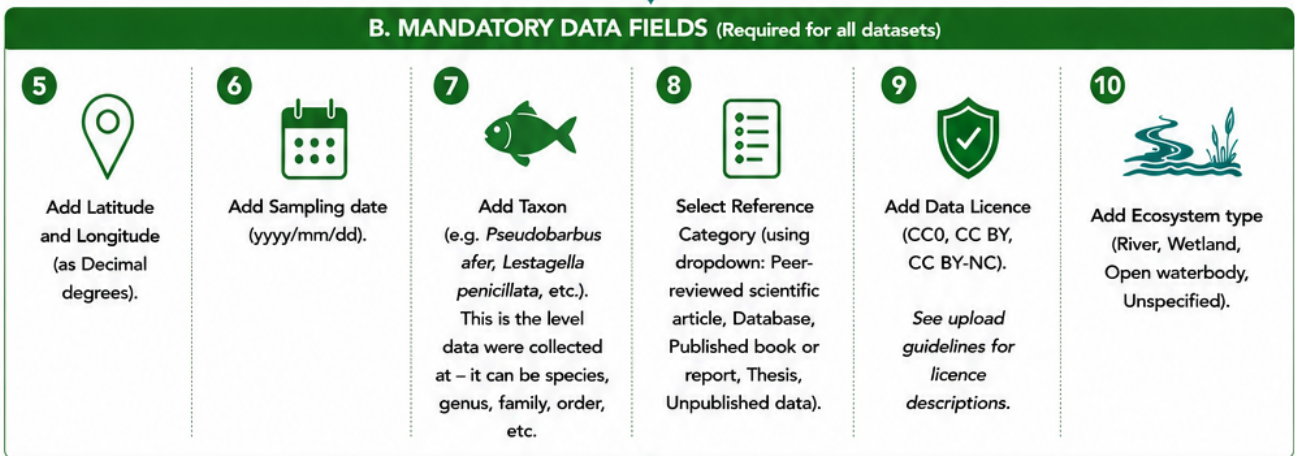 B. MANDATORY DATA FIELDS (Required for all datasets)
5
Add Latitude
and Longitude
(as Decimal
degrees).
6
Add Sampling date
(yyyy/mm/dd).
7
Add Taxon
(e.g. Pseudobarbus
afer, Lestagella
penicillata, etc.).
This is the level
data were collected
at – it can be species,
genus, family, order,
etc.
8
Select Reference
Category (using
dropdown: Peer-
reviewed scientific
article, Database,
Published book or
report, Thesis,
Unpublished data).
9
Add Data Licence
(CC0, CC BY,
CC BY-NC).
See upload
guidelines for
licence
descriptions.
10
Add Ecosystem type
(River, Wetland,
Open waterbody,
Unspecified).